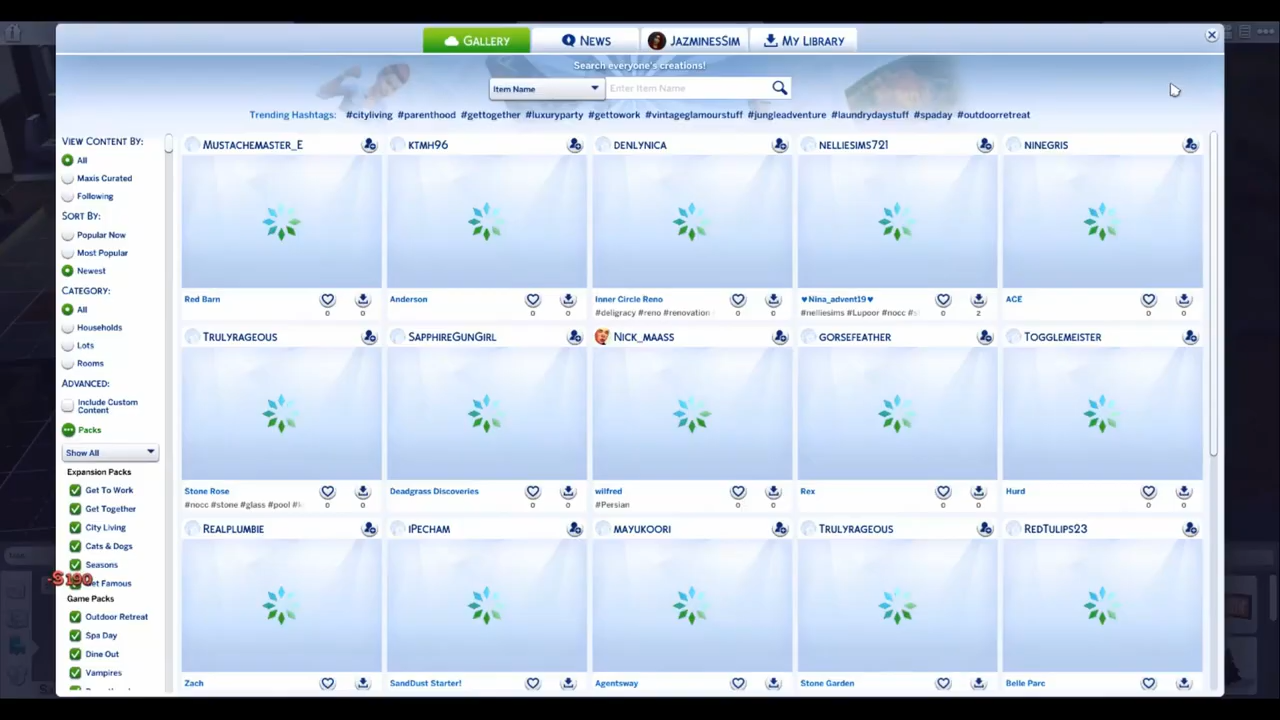 GALLERY NEWS JAZMINESSIM MY LIBRARY
Search everyone's creations!
Item Name Enter Item Name
Trending Hashtags: #cityliving #parenthood #gettogether #luxuryparty #gettowork #vintageglamourstuff #jungleadventure #laundrydaystuff #spaday #outdoorretreat
VIEW CONTENT BY:
All
Maxis Curated
Following
SORT BY:
Popular Now
Most Popular
Newest
CATEGORY:
All
Households
Lots
Rooms
ADVANCED:
Include Custom
Content
Packs
Show All
Expansion Packs
Get To Work
Get Together
City Living
Cats & Dogs
Seasons
-§190 Get Famous
Game Packs
Outdoor Retreat
Spa Day
Dine Out
Vampires
MUSTACHEMASTER_E KTMH96 DENLYNICA NELLIESIMS721 NINEGRIS
Red Barn 0 0 Anderson 0 0 Inner Circle Reno 0 0 ♥Nina_advent19♥ 0 2 ACE 0 0
#deligracy #reno #renovation #nelliesims #Lupoor #nocc
TRULYRAGEOUS SAPPHIREGUNGIRL NICK_MAASS GORSEFEATHER TOGGLEMEISTER
Stone Rose 0 0 Deadgrass Discoveries 0 0 wilfred 0 0 Rex 0 0 Hurd 0 0
#nocc #stone #glass #pool #Persian
REALPLUMBIE IPECHAM MAYUKOORI TRULYRAGEOUS REDTULIPS23
Zach SandDust Starter! Agentsway Stone Garden Belle Parc